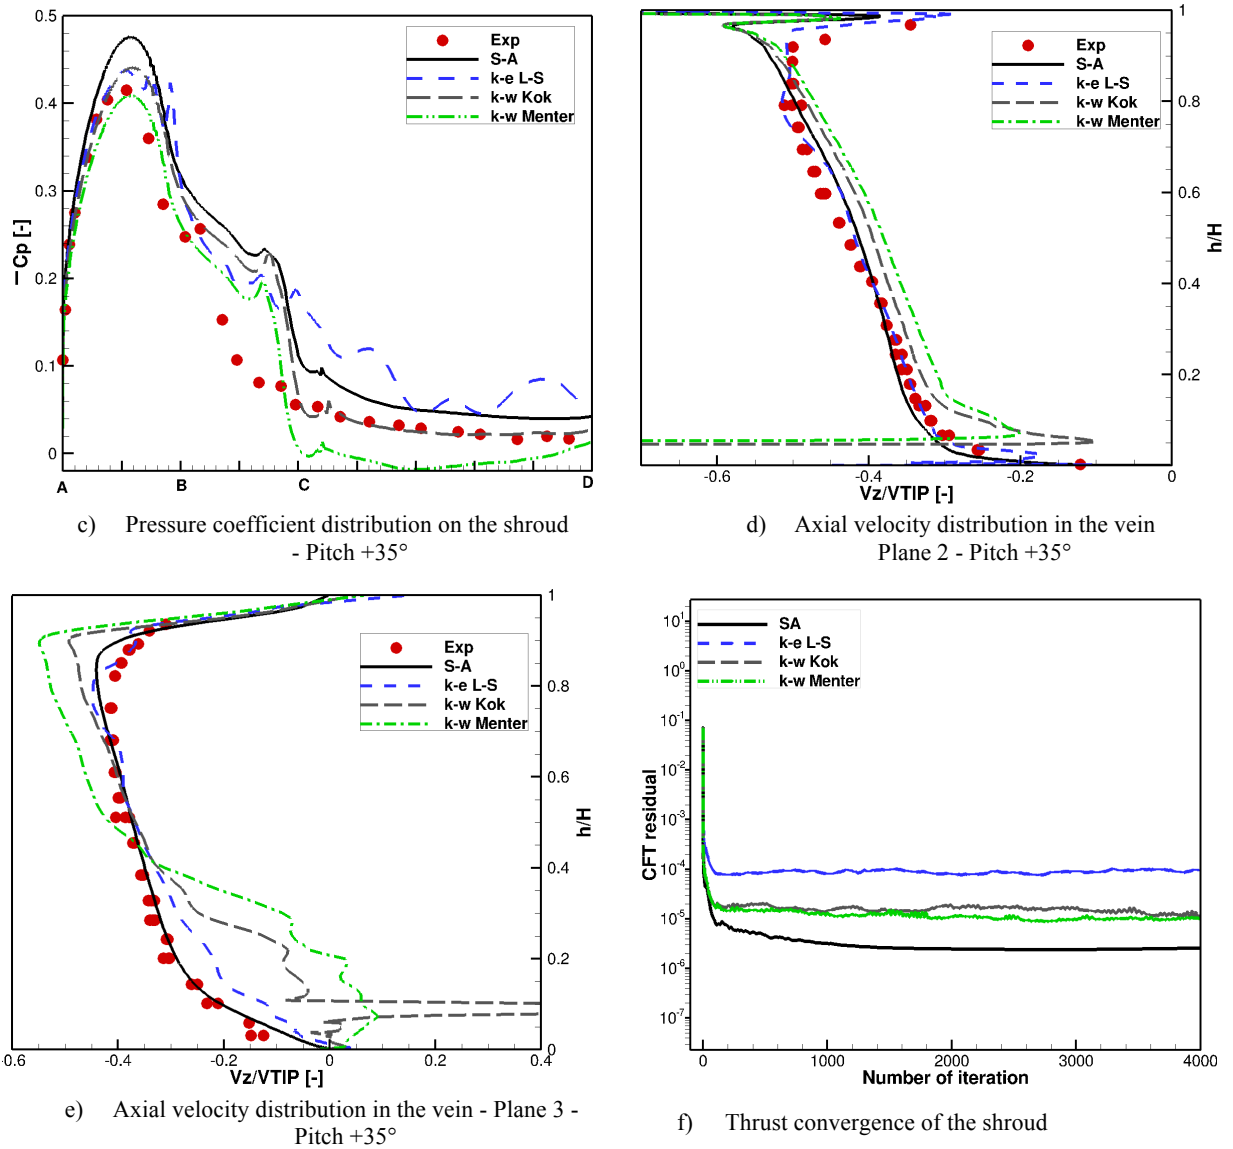 0.5
0.4
0.3
0.2
0.1
0
−Cp [-]
A
B
C
D
Exp
S-A
k-e L-S
k-w Kok
k-w Menter
c) Pressure coefficient distribution on the shroud
- Pitch +35°
1
0.8
0.6
0.4
0.2
h/H
Exp
S-A
k-e L-S
k-w Kok
k-w Menter
-0.6
-0.4
-0.2
0
Vz/VTIP [-]
d) Axial velocity distribution in the vein
Plane 2 - Pitch +35°
1
0.8
0.6
0.4
0.2
0
h/H
Exp
S-A
k-e L-S
k-w Kok
k-w Menter
-0.6
-0.4
-0.2
0
0.2
0.4
Vz/VTIP [-]
e) Axial velocity distribution in the vein - Plane 3 -
Pitch +35°
10¹
10⁰
10⁻¹
10⁻²
10⁻³
10⁻⁴
10⁻⁵
10⁻⁶
10⁻⁷
CFT residual
SA
k-e L-S
k-w Kok
k-w Menter
0
1000
2000
3000
4000
Number of iteration
f) Thrust convergence of the shroud